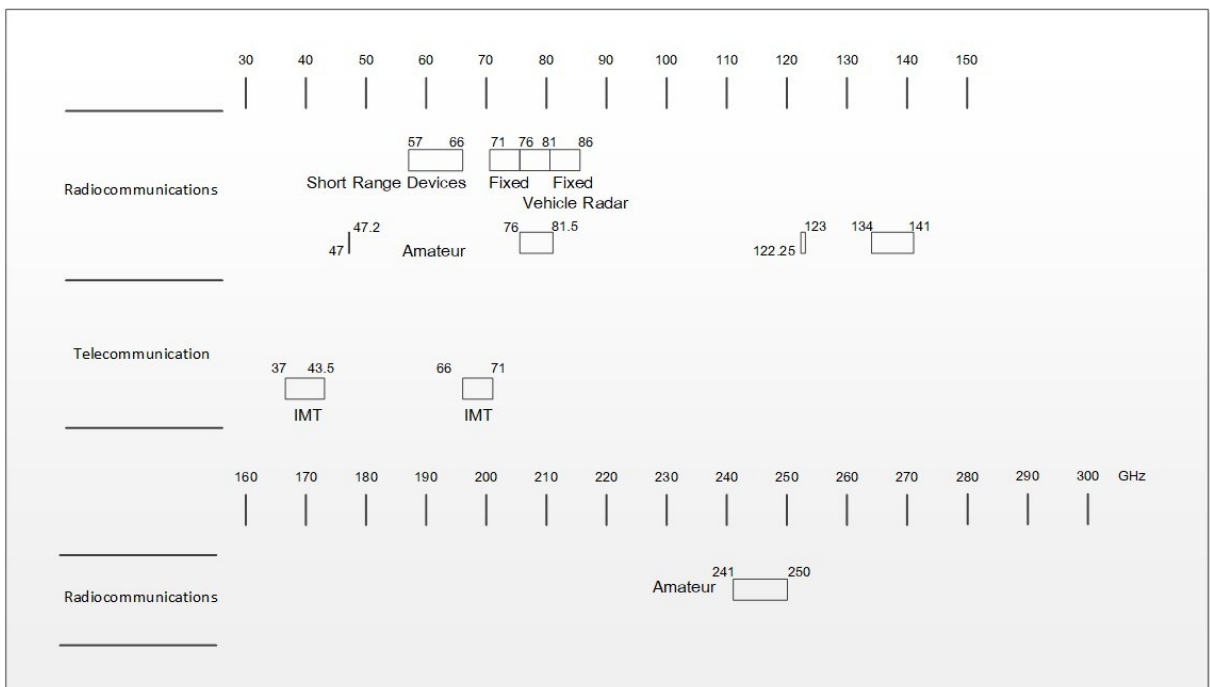 30 40 50 60 70 80 90 100 110 120 130 140 150
57 66 71 76 81 86
Radiocommunications
Short Range Devices Fixed Fixed
Vehicle Radar
47.2 76 81.5 123 134 141
47 Amateur 122.25
Telecommunication
37 43.5 66 71
IMT IMT
160 170 180 190 200 210 220 230 240 250 260 270 280 290 300 GHz
241 250
Radiocommunications Amateur